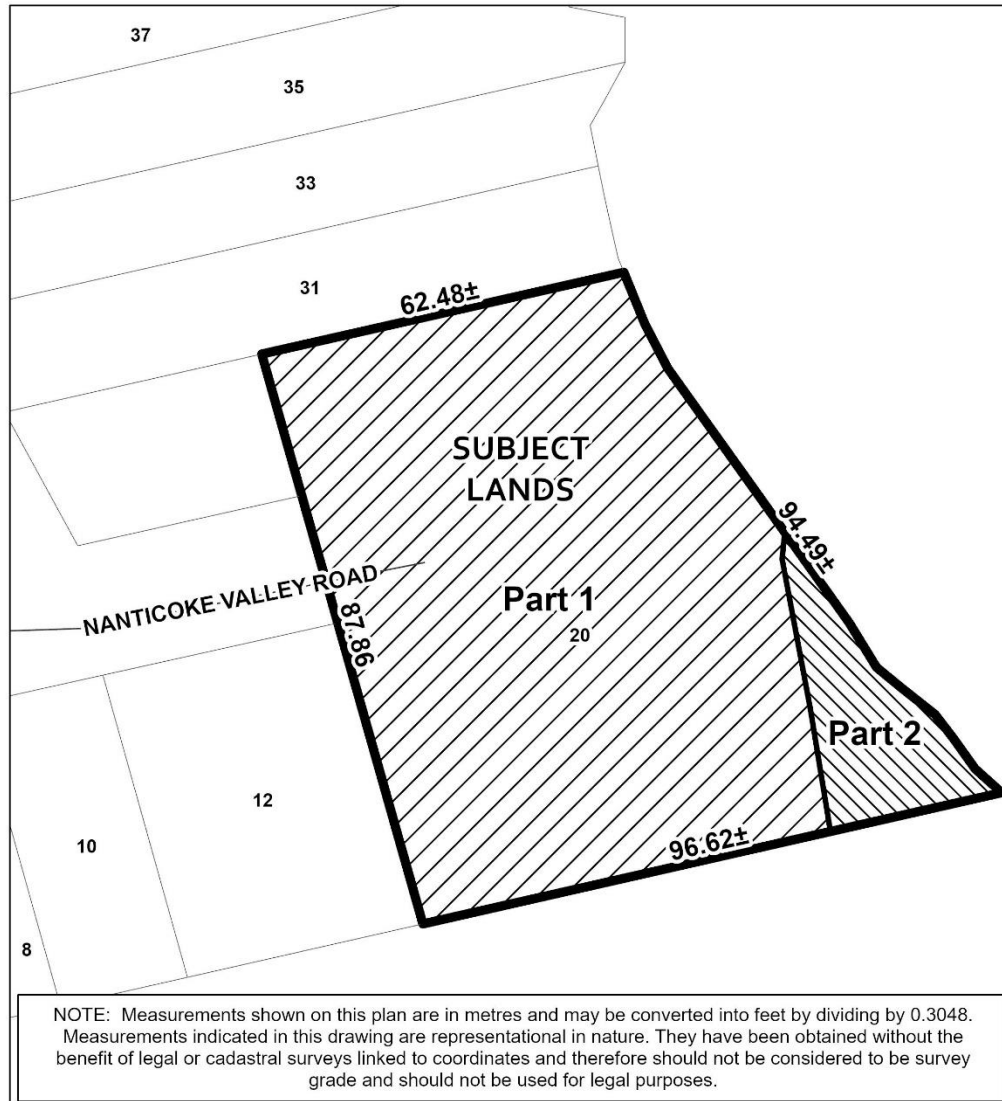 37
35
33
31
62.48±
SUBJECT
LANDS
94.49±
NANTICOKE VALLEY ROAD
Part 1
20
87.86
Part 2
12
10
96.62±
8
NOTE: Measurements shown on this plan are in metres and may be converted into feet by dividing by 0.3048.
Measurements indicated in this drawing are representational in nature. They have been obtained without the
benefit of legal or cadastral surveys linked to coordinates and therefore should not be considered to be survey
grade and should not be used for legal purposes.